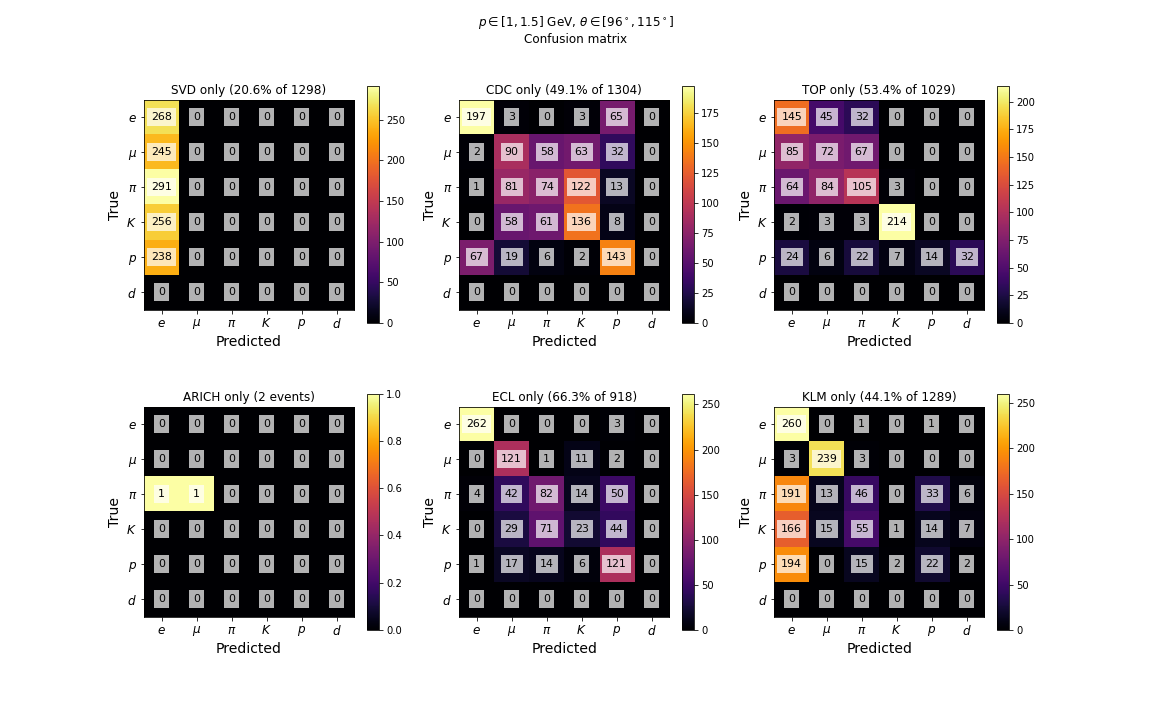 p ∈ [1, 1.5] GeV, θ ∈ [96°, 115°]
Confusion matrix
SVD only (20.6% of 1298)
True
e 268 0 0 0 0 0
μ 245 0 0 0 0 0
π 291 0 0 0 0 0
K 256 0 0 0 0 0
p 238 0 0 0 0 0
d 0 0 0 0 0 0
e μ π K p d
Predicted
250
200
150
100
50
0
CDC only (49.1% of 1304)
True
e 197 3 0 3 65 0
μ 2 90 58 63 32 0
π 1 81 74 122 13 0
K 0 58 61 136 8 0
p 67 19 6 2 143 0
d 0 0 0 0 0 0
e μ π K p d
Predicted
175
150
125
100
75
50
25
0
TOP only (53.4% of 1029)
True
e 145 45 32 0 0 0
μ 85 72 67 0 0 0
π 64 84 105 3 0 0
K 2 3 3 214 0 0
p 24 6 22 7 14 32
d 0 0 0 0 0 0
e μ π K p d
Predicted
200
175
150
125
100
75
50
25
0
ARICH only (2 events)
True
e 0 0 0 0 0 0
μ 0 0 0 0 0 0
π 1 1 0 0 0 0
K 0 0 0 0 0 0
p 0 0 0 0 0 0
d 0 0 0 0 0 0
e μ π K p d
Predicted
1.0
0.8
0.6
0.4
0.2
0.0
ECL only (66.3% of 918)
True
e 262 0 0 0 3 0
μ 0 121 1 11 2 0
π 4 42 82 14 50 0
K 0 29 71 23 44 0
p 1 17 14 6 121 0
d 0 0 0 0 0 0
e μ π K p d
Predicted
250
200
150
100
50
0
KLM only (44.1% of 1289)
True
e 260 0 1 0 1 0
μ 3 239 3 0 0 0
π 191 13 46 0 33 6
K 166 15 55 1 14 7
p 194 0 15 2 22 2
d 0 0 0 0 0 0
e μ π K p d
Predicted
250
200
150
100
50
0